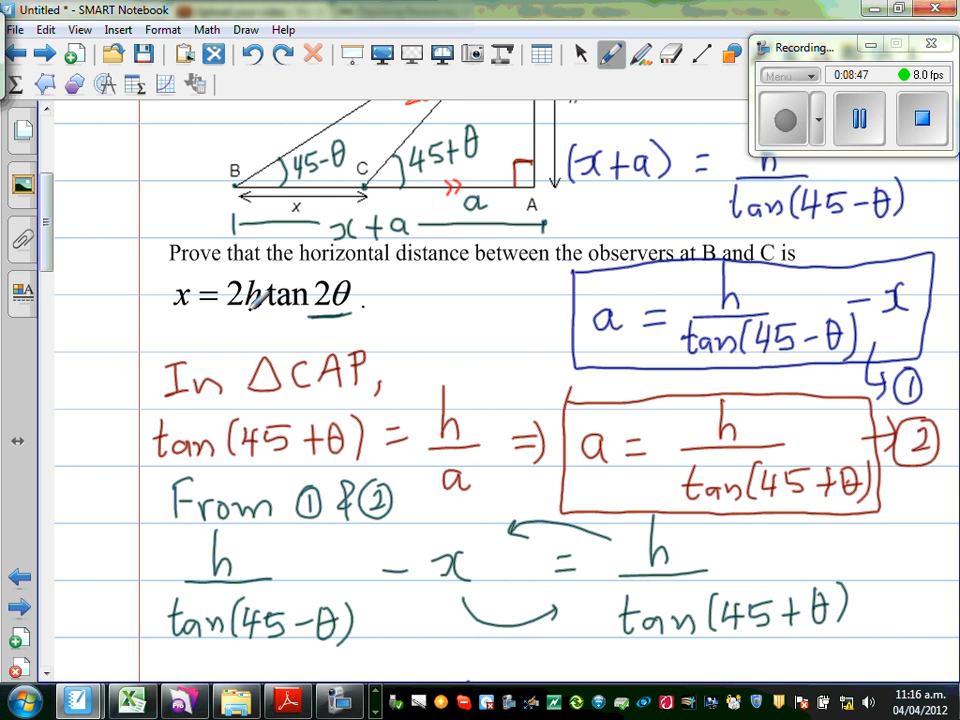 Untitled * - SMART Notebook
File Edit View Insert Format Math Draw Help
Recording...
Menu 0:08:47 8.0 fps
B 45-θ C 45+θ
x a A
x+a
(x+a) = h / tan(45-θ)
Prove that the horizontal distance between the observers at B and C is
x = 2h tan 2θ .
a = h / tan(45-θ) - x
→ ①
In △CAP,
tan(45+θ) = h / a ⇒ a = h / tan(45+θ) → ②
From ① & ②
h / tan(45-θ) - x = h / tan(45+θ)
11:16 a.m.
04/04/2012